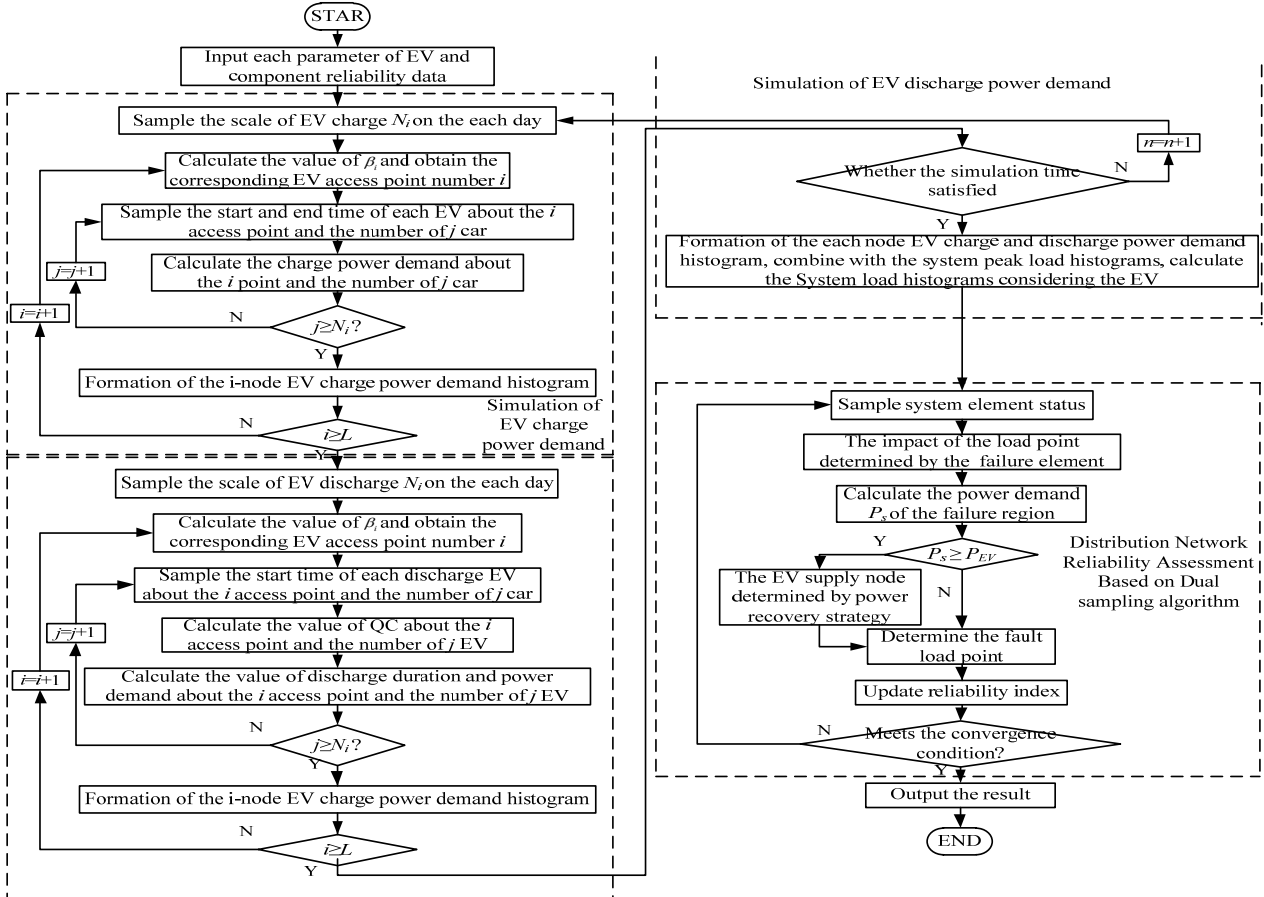 STAR
Input each parameter of EV and
component reliability data
Sample the scale of EV charge Ni on the each day
Calculate the value of βi and obtain the
corresponding EV access point number i
Sample the start and end time of each EV about the i
access point and the number of j car
j=j+1
Calculate the charge power demand about
the i point and the number of j car
i=i+1
N
j≥Ni?
Y
Formation of the i-node EV charge power demand histogram
Simulation of
EV charge
power demand
N
i≥L
Y
Sample the scale of EV discharge Ni on the each day
Calculate the value of βi and obtain the
corresponding EV access point number i
Sample the start time of each discharge EV
about the i access point and the number of j car
j=j+1
Calculate the value of QC about the i
access point and the number of j EV
i=i+1
Calculate the value of discharge duration and power
demand about the i access point and the number of j EV
N
j≥Ni?
Y
Formation of the i-node EV charge power demand histogram
N
i≥L
Y
Simulation of EV discharge power demand
n=n+1
Whether the simulation time
satisfied
N
Y
Formation of the each node EV charge and discharge power demand
histogram, combine with the system peak load histograms, calculate
the System load histograms considering the EV
Sample system element status
The impact of the load point
determined by the failure element
Calculate the power demand
Ps of the failure region
Y
Ps≥PEV
N
Distribution Network
Reliability Assessment
Based on Dual
sampling algorithm
The EV supply node
determined by power
recovery strategy
Determine the fault
load point
Update reliability index
N
Meets the convergence
condition?
Y
Output the result
END